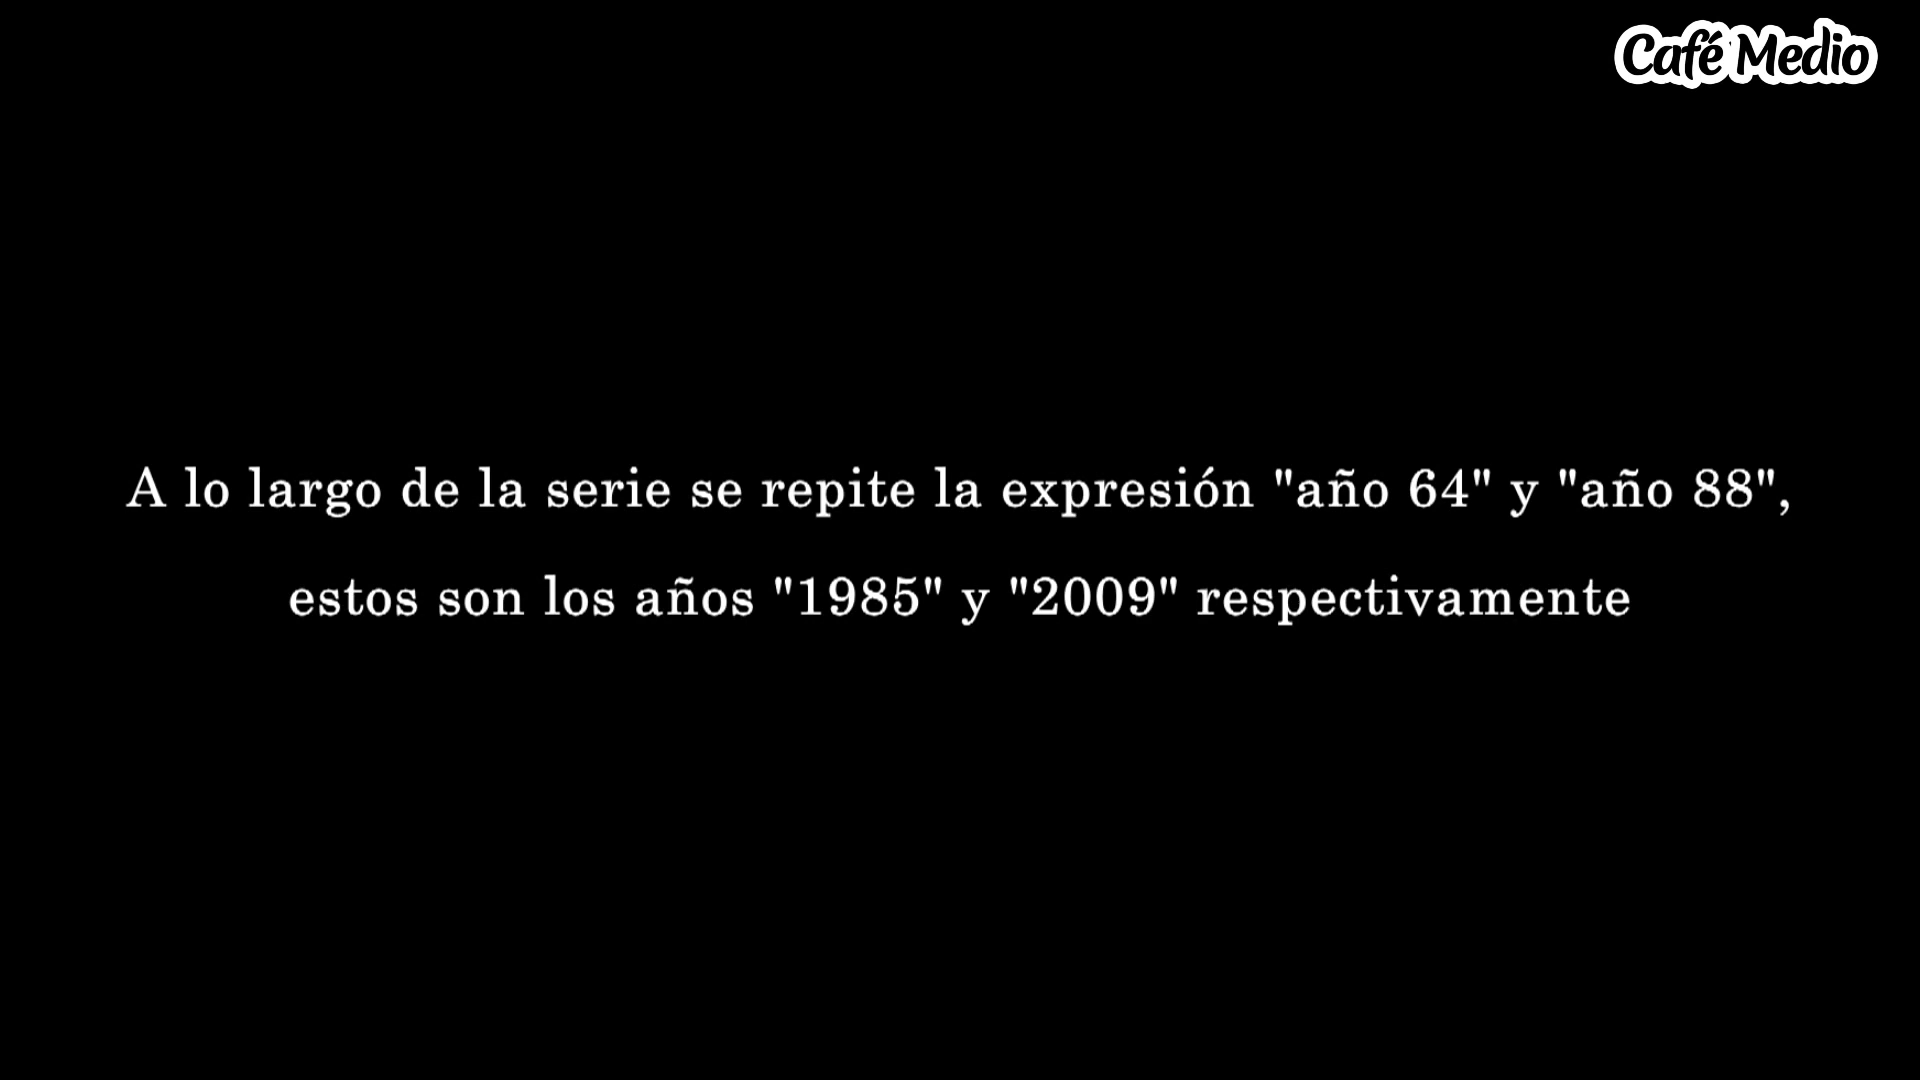 Café Medio
A lo largo de la serie se repite la expresión "año 64" y "año 88",
estos son los años "1985" y "2009" respectivamente